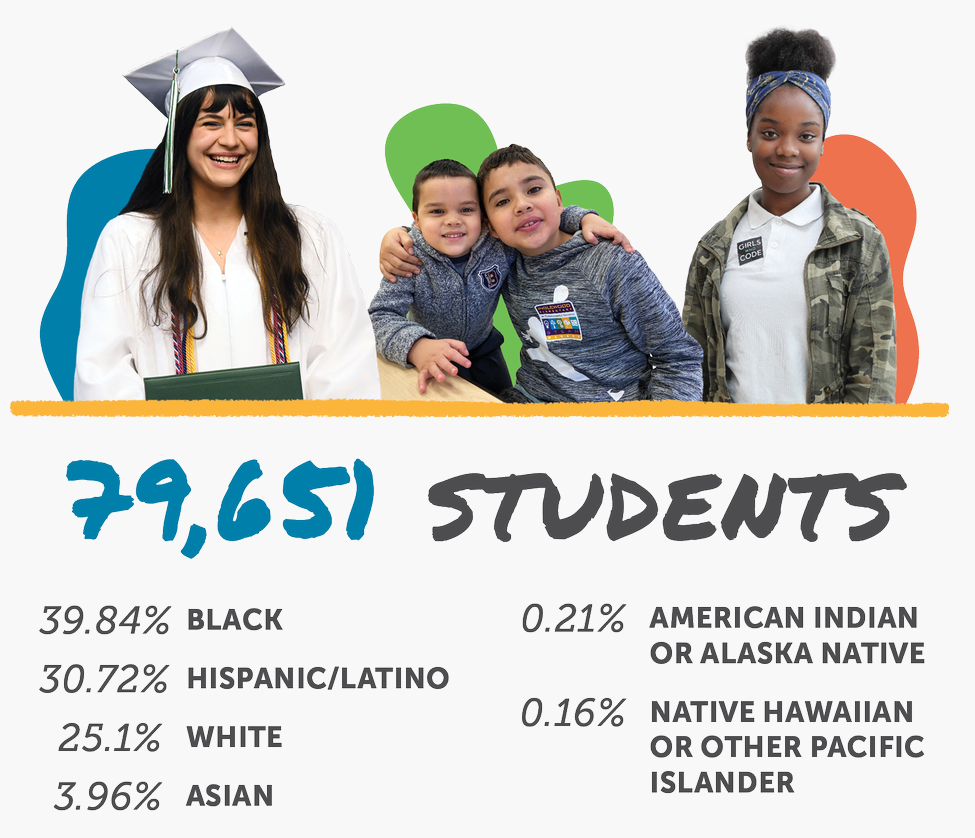 GIRLS
CODE
79,651 STUDENTS
39.84% BLACK
30.72% HISPANIC/LATINO
25.1% WHITE
3.96% ASIAN
0.21% AMERICAN INDIAN
OR ALASKA NATIVE
0.16% NATIVE HAWAIIAN
OR OTHER PACIFIC
ISLANDER